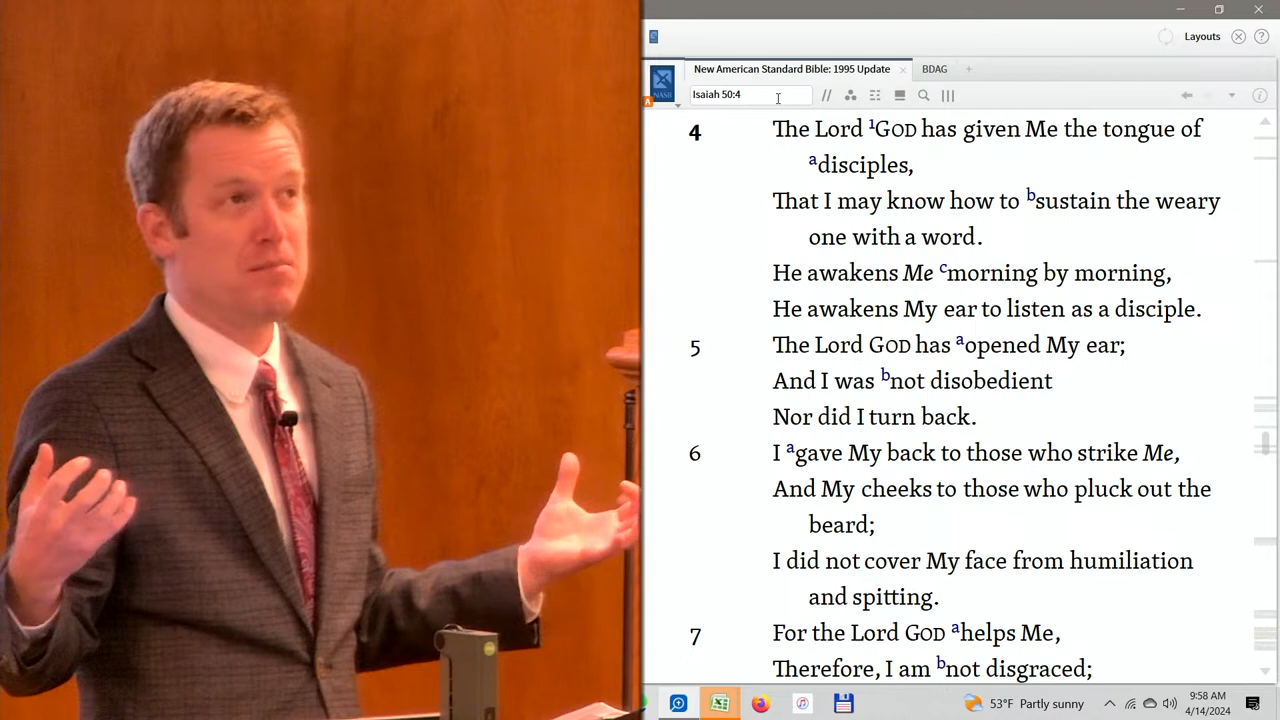 Layouts
New American Standard Bible: 1995 Update
BDAG
NASB
Isaiah 50:4
4 The Lord 1GOD has given Me the tongue of
adisciples,
That I may know how to bsustain the weary
one with a word.
He awakens Me cmorning by morning,
He awakens My ear to listen as a disciple.
5 The Lord GOD has aopened My ear;
And I was bnot disobedient
Nor did I turn back.
6 I agave My back to those who strike Me,
And My cheeks to those who pluck out the
beard;
I did not cover My face from humiliation
and spitting.
7 For the Lord GOD ahelps Me,
Therefore, I am bnot disgraced;
53°F Partly sunny
9:58 AM
4/14/2024